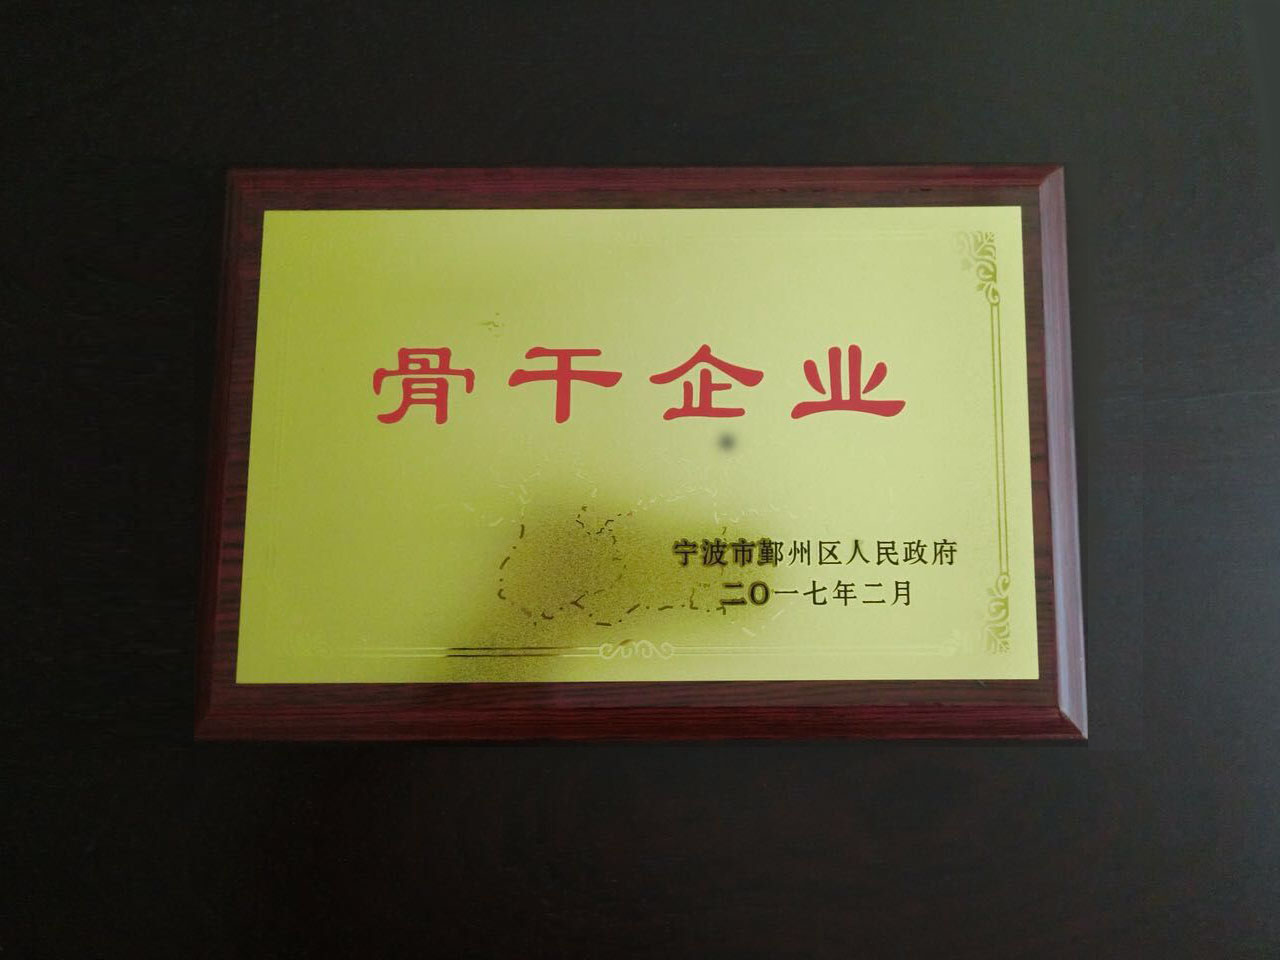 骨干企业
宁波市鄞州区人民政府
二〇一七年二月